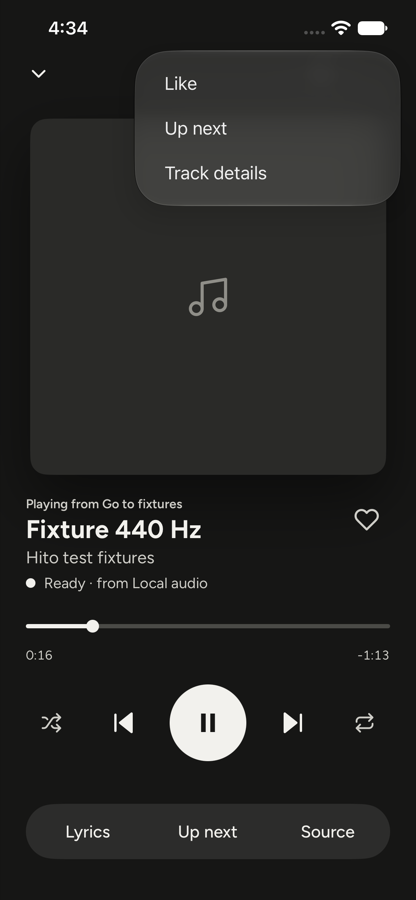 4:34
Like
Up next
Track details
Playing from Go to fixtures
Fixture 440 Hz
Hito test fixtures
Ready · from Local audio
0:16 -1:13
Lyrics Up next Source